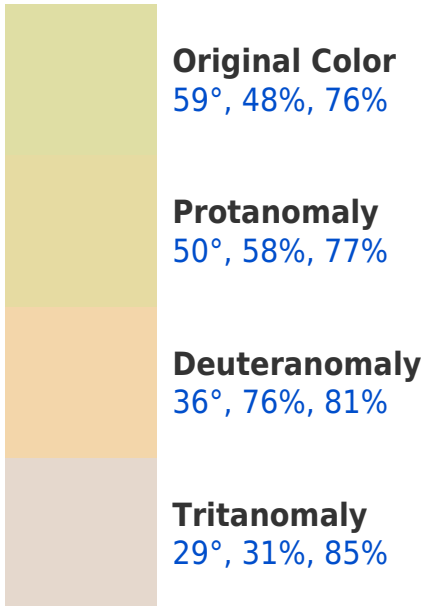 Original Color
59°, 48%, 76%
Protanomaly
50°, 58%, 77%
Deuteranomaly
36°, 76%, 81%
Tritanomaly
29°, 31%, 85%